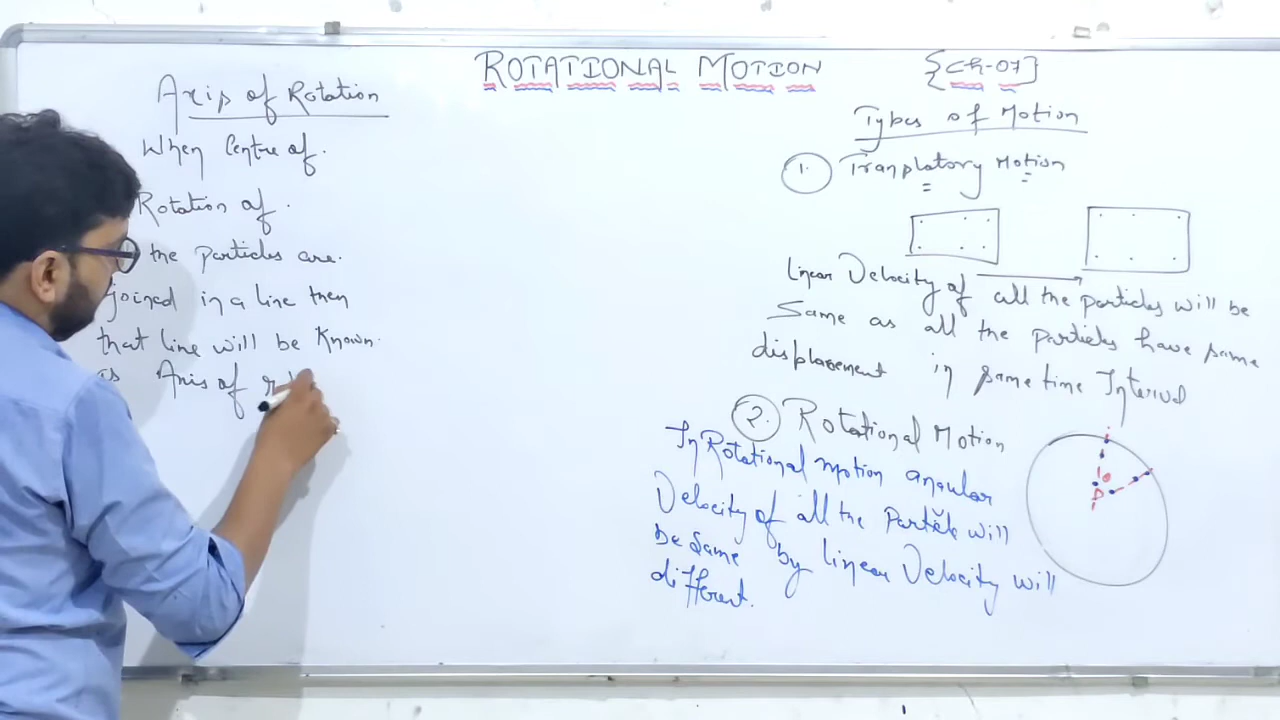 ROTATIONAL MOTION {Ch-07}
Axis of Rotation
When Centre of.
Rotation of.
the particles are.
joined in a line then
that line will be known.
as Axis of
Types of Motion
1. Translatory Motion
Linear Velocity of all the particles will be
Same as all the particles have same
displacement in same time Interval
2. Rotational Motion
In Rotational motion angular
Velocity of all the Particle will
be same by linear Velocity will
different.